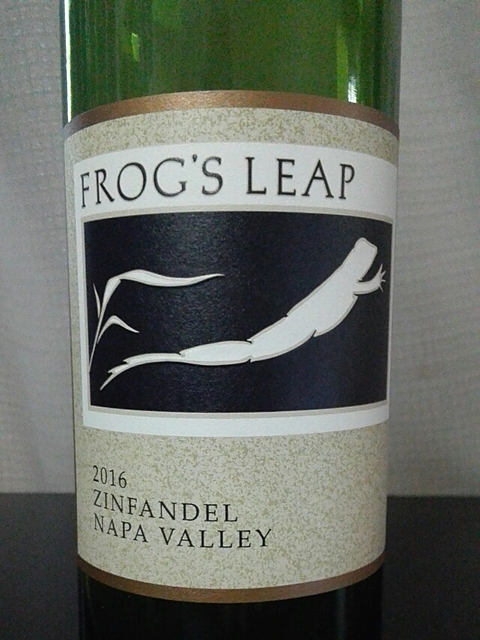 FROG'S LEAP
2016
ZINFANDEL
NAPA VALLEY